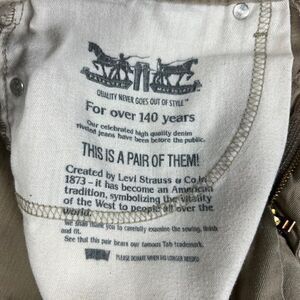 QUALITY NEVER GOES OUT OF STYLE™
For over 140 years
Our celebrated high quality denim
riveted jeans have been before the public.
THIS IS A PAIR OF THEM!
Created by Levi Strauss & Co in
1873 – it has become an American
tradition, symbolizing the vitality
of the West to people all over the
world.
We shall thank you to carefully examine the sewing, finish
and fit.
See that this pair bears our famous Tab trademark.
PLEASE DONATE WHEN NO LONGER NEEDED